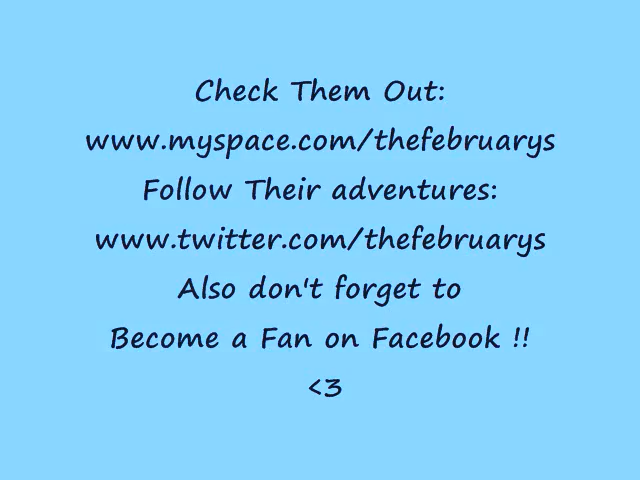 Check Them Out:
www.myspace.com/thefebruarys
Follow Their adventures:
www.twitter.com/thefebruarys
Also don't forget to
Become a Fan on Facebook !!
<3